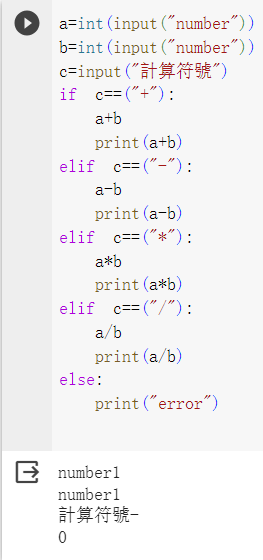 a=int(input("number"))
b=int(input("number"))
c=input("計算符號")
if  c==("+"):
    a+b
    print(a+b)
elif  c==("-"):
    a-b
    print(a-b)
elif  c==("*"):
    a*b
    print(a*b)
elif  c==("/"):
    a/b
    print(a/b)
else:
    print("error")
number1
number1
計算符號-
0